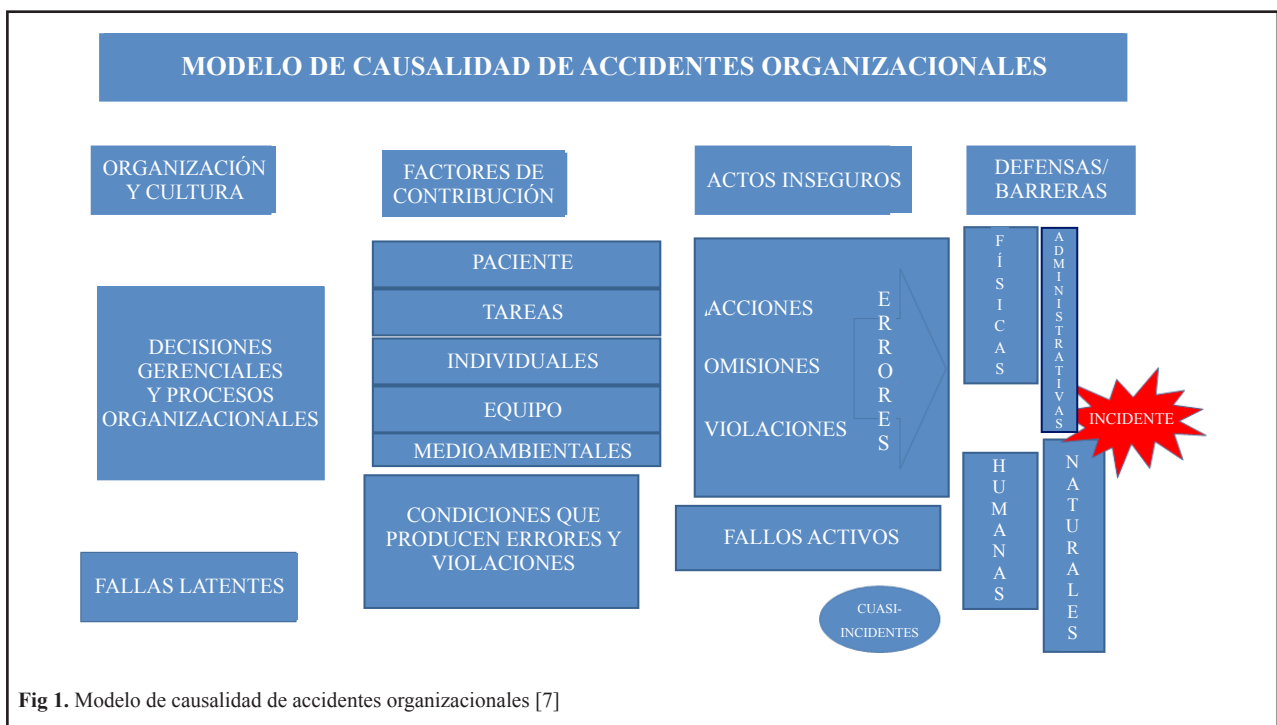 MODELO DE CAUSALIDAD DE ACCIDENTES ORGANIZACIONALES
ORGANIZACIÓN
Y CULTURA
DECISIONES
GERENCIALES
Y PROCESOS
ORGANIZACIONALES
FALLAS LATENTES
FACTORES DE
CONTRIBUCIÓN
PACIENTE
TAREAS
INDIVIDUALES
EQUIPO
MEDIOAMBIENTALES
CONDICIONES QUE
PRODUCEN ERRORES Y
VIOLACIONES
ACTOS INSEGUROS
ACCIONES
OMISIONES
VIOLACIONES
ERRORES
FALLOS ACTIVOS
CUASI-
INCIDENTES
DEFENSAS/
BARRERAS
FÍSICAS
ADMINISTRATIVAS
HUMANAS
NATURALES
INCIDENTE
Fig 1. Modelo de causalidad de accidentes organizacionales [7]